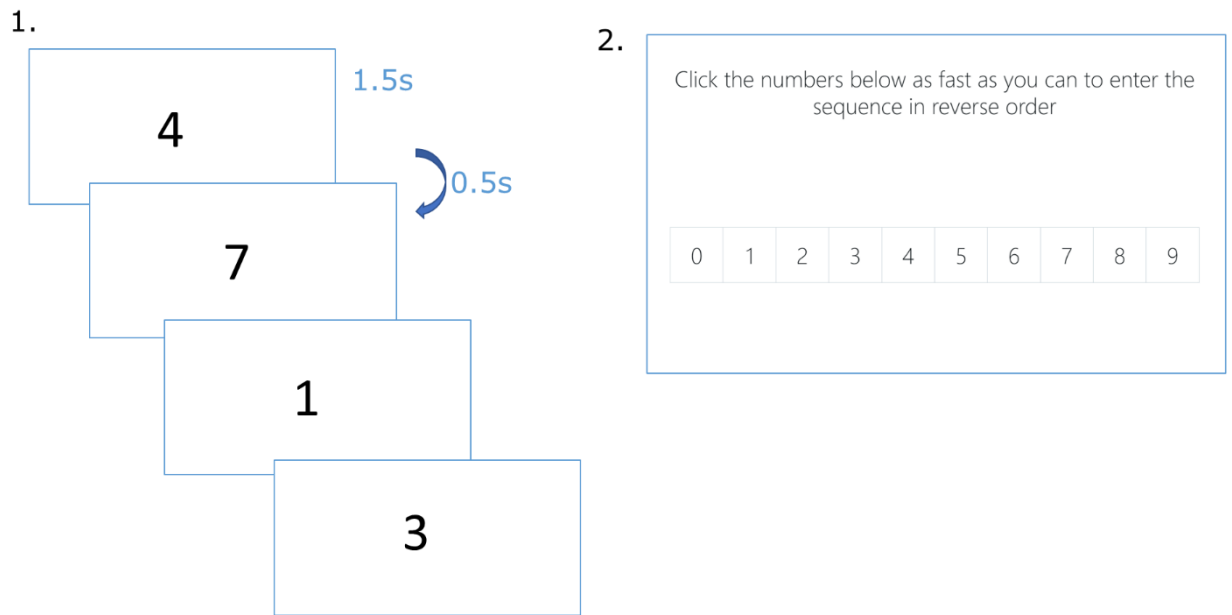 1.
4
1.5s
0.5s
7
1
3
2.
Click the numbers below as fast as you can to enter the
sequence in reverse order
0 1 2 3 4 5 6 7 8 9